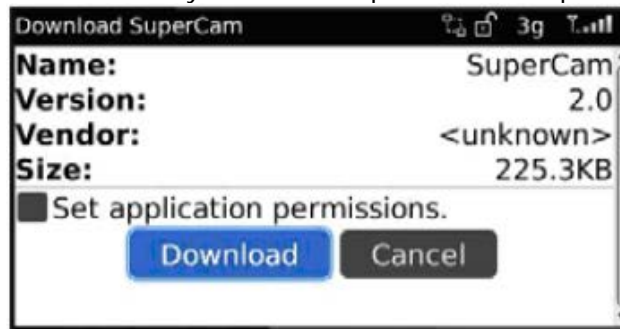 Download SuperCam 3g
Name: SuperCam
Version: 2.0
Vendor: <unknown>
Size: 225.3KB
Set application permissions.
Download Cancel